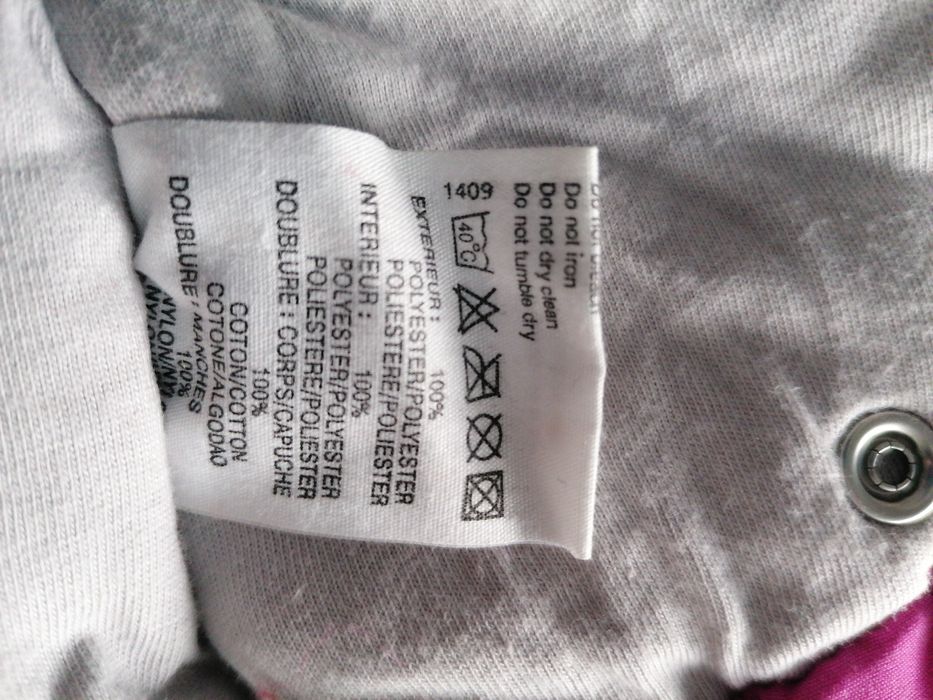 Do not iron
Do not dry clean
Do not tumble dry
1409
40°C
EXTERIEUR : 100%
POLYESTER/POLYESTER
POLIESTERE/POLIESTER
INTERIEUR : 100%
POLYESTER/POLYESTER
POLIESTERE/POLIESTER
DOUBLURE : CORPS/CAPUCHE
100%
COTON/COTTON
COTONE/ALGODAO
DOUBLURE : MANCHES
100%